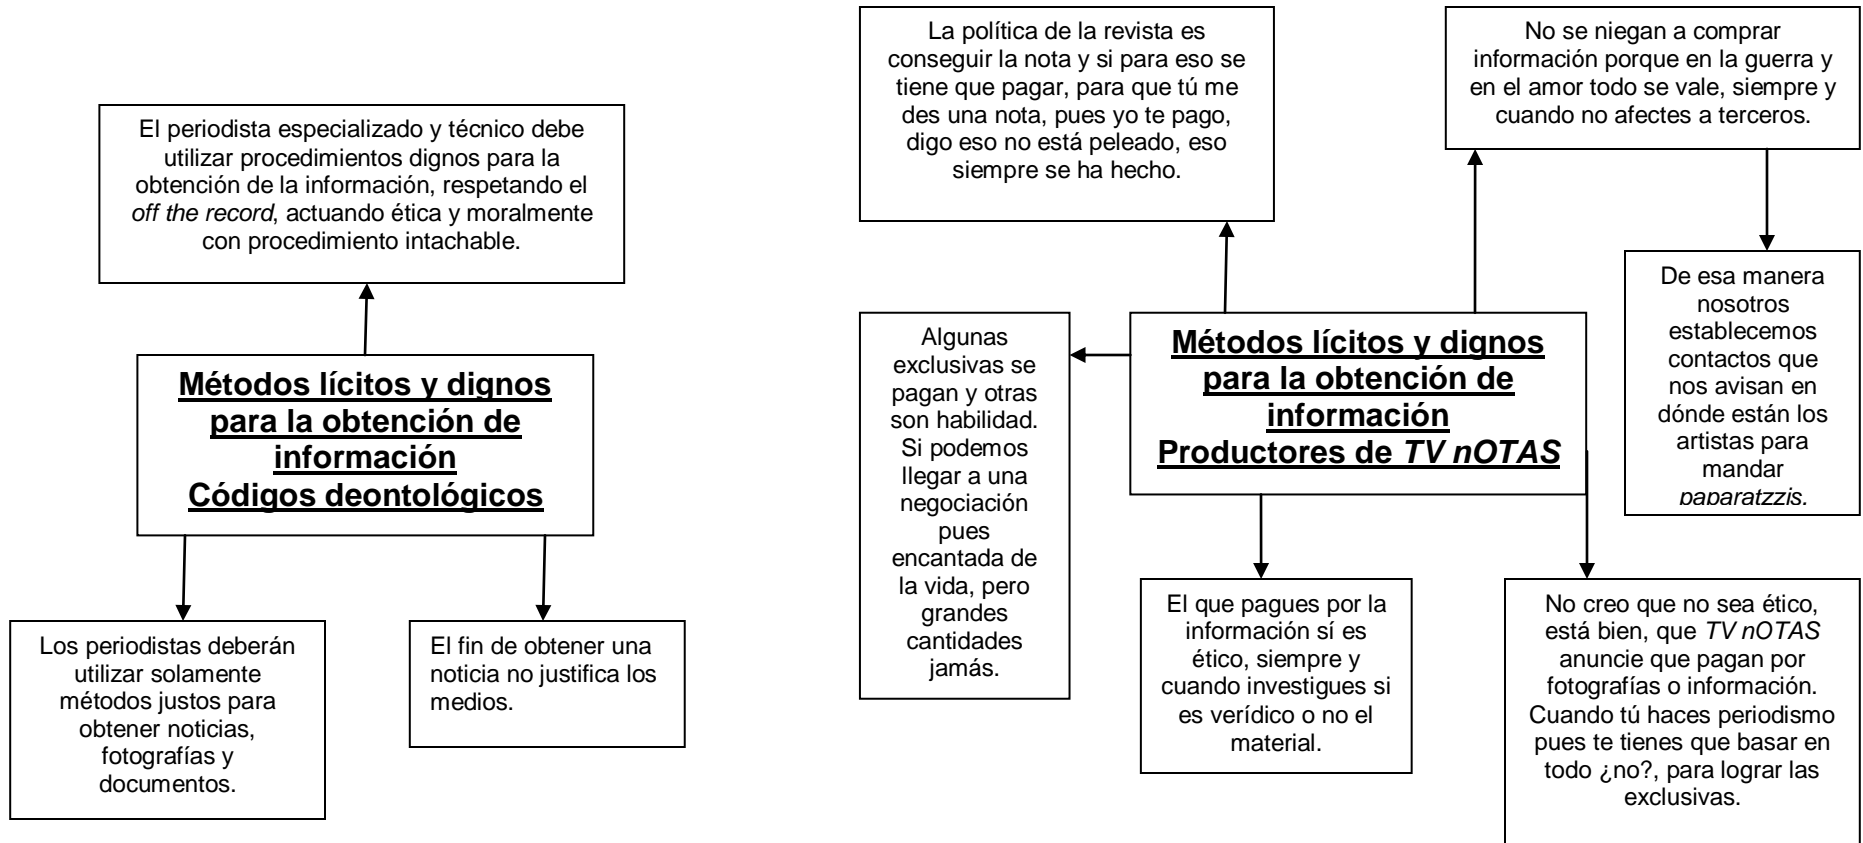 El periodista especializado y técnico debe
utilizar procedimientos dignos para la
obtención de la información, respetando el
off the record, actuando ética y moralmente
con procedimiento intachable.
Métodos lícitos y dignos
para la obtención de
información
Códigos deontológicos
Los periodistas deberán
utilizar solamente
métodos justos para
obtener noticias,
fotografías y
documentos.
El fin de obtener una
noticia no justifica los
medios.
La política de la revista es
conseguir la nota y si para eso se
tiene que pagar, para que tú me
des una nota, pues yo te pago,
digo eso no está peleado, eso
siempre se ha hecho.
No se niegan a comprar
información porque en la guerra y
en el amor todo se vale, siempre y
cuando no afectes a terceros.
De esa manera
nosotros
establecemos
contactos que
nos avisan en
dónde están los
artistas para
mandar
paparatzzis.
Algunas
exclusivas se
pagan y otras
son habilidad.
Si podemos
llegar a una
negociación
pues
encantada de
la vida, pero
grandes
cantidades
jamás.
Métodos lícitos y dignos
para la obtención de
información
Productores de TV nOTAS
El que pagues por la
información sí es
ético, siempre y
cuando investigues si
es verídico o no el
material.
No creo que no sea ético,
está bien, que TV nOTAS
anuncie que pagan por
fotografías o información.
Cuando tú haces periodismo
pues te tienes que basar en
todo ¿no?, para lograr las
exclusivas.